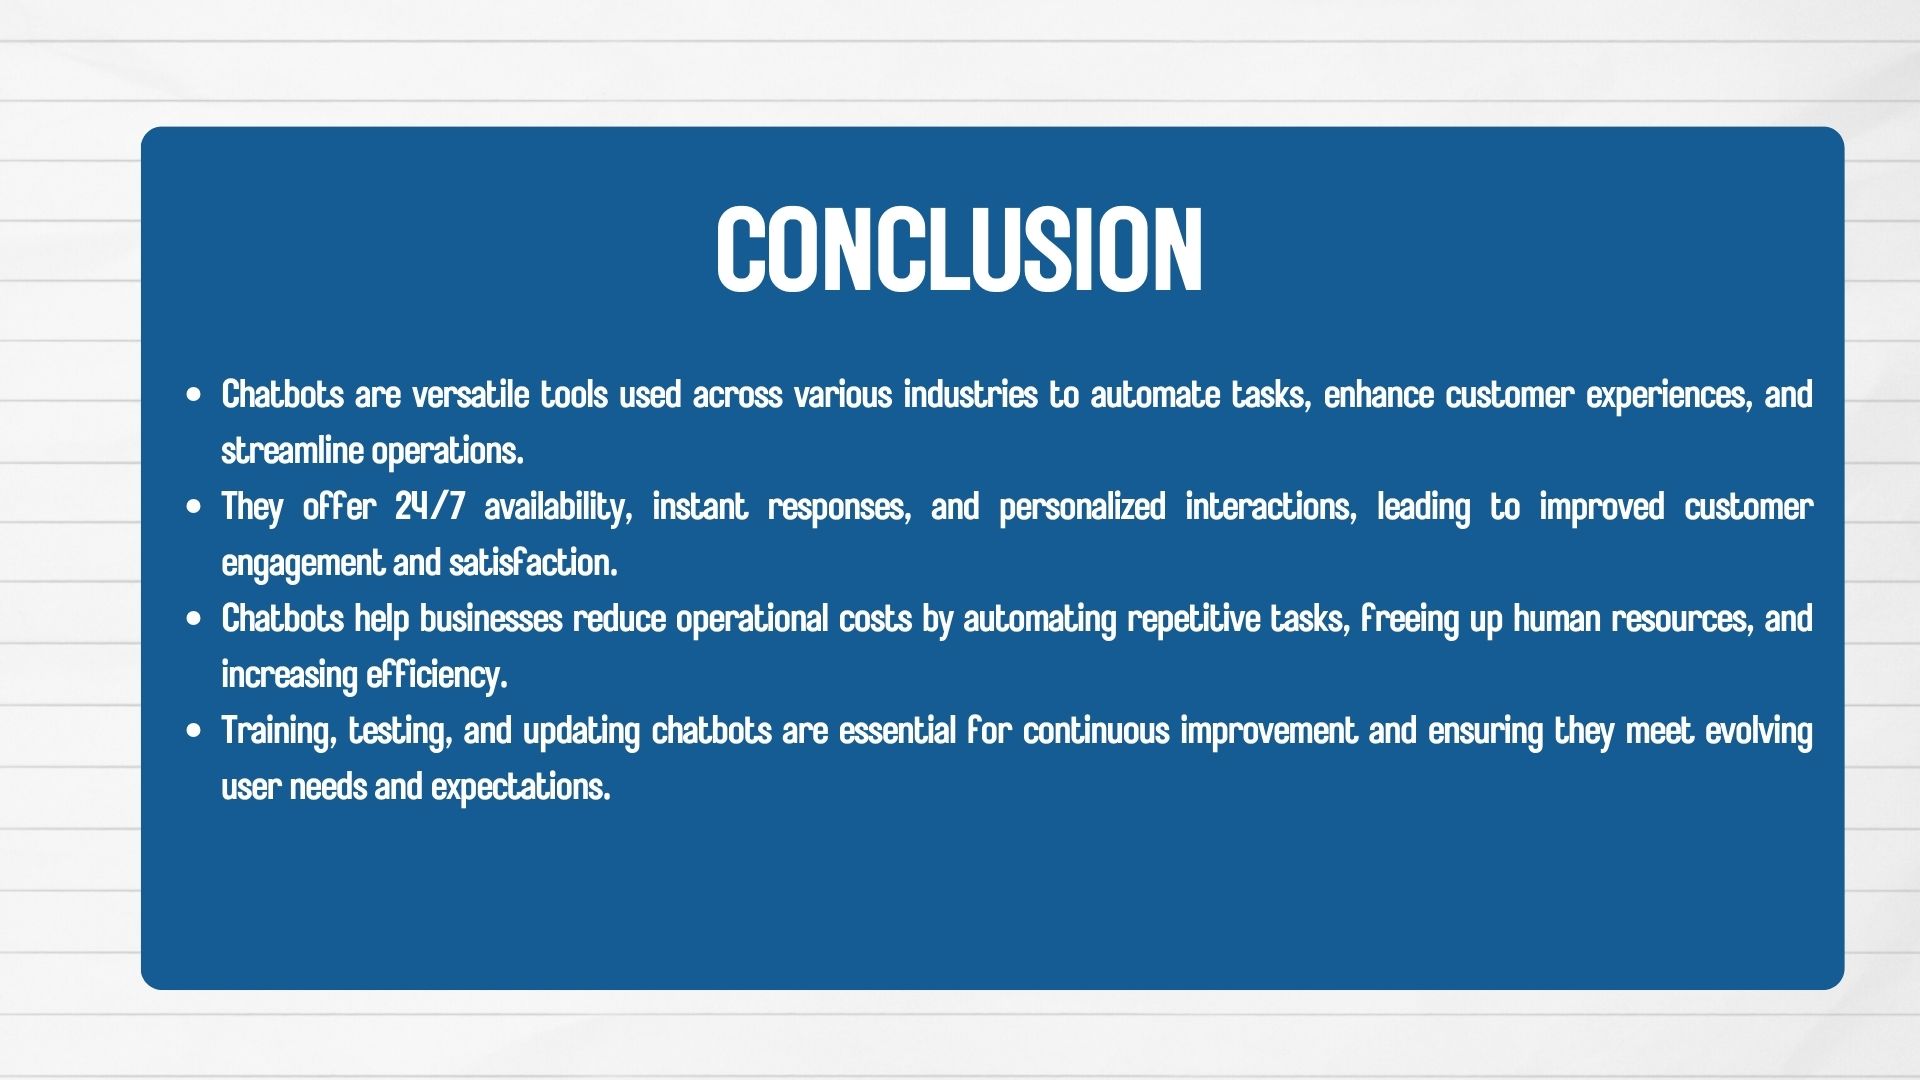 CONCLUSION
• Chatbots are versatile tools used across various industries to automate tasks, enhance customer experiences, and
streamline operations.
• They offer 24/7 availability, instant responses, and personalized interactions, leading to improved customer
engagement and satisfaction.
• Chatbots help businesses reduce operational costs by automating repetitive tasks, freeing up human resources, and
increasing efficiency.
• Training, testing, and updating chatbots are essential for continuous improvement and ensuring they meet evolving
user needs and expectations.